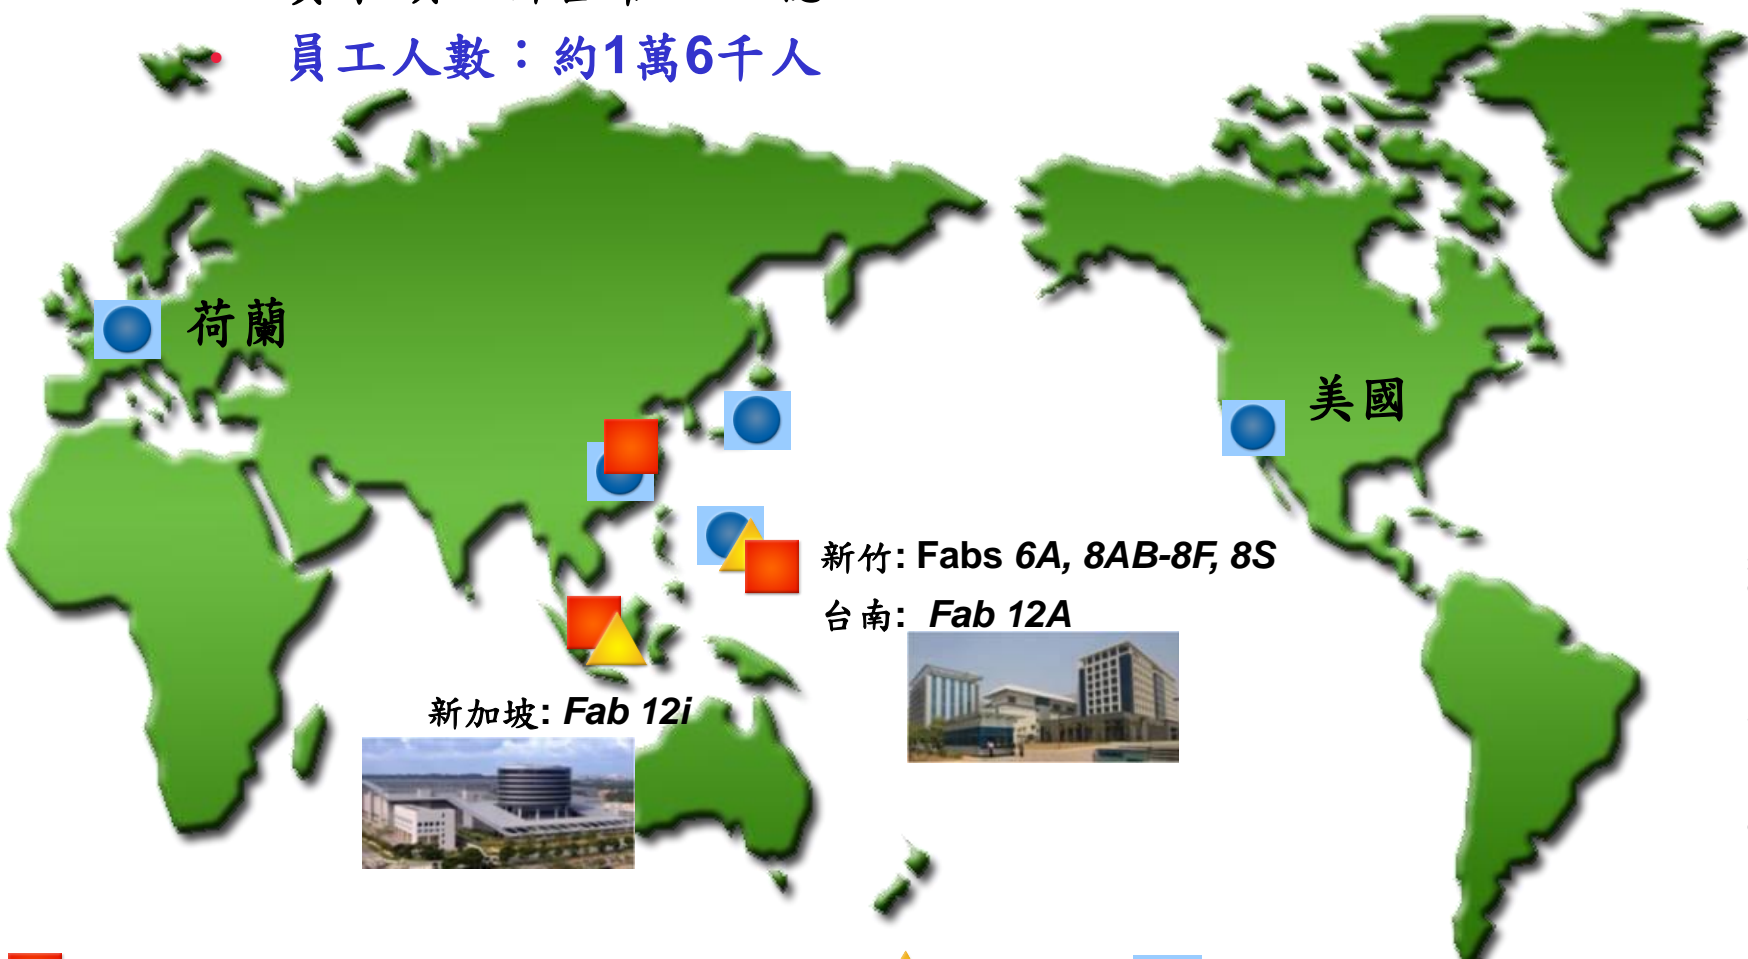 • 員工人數：約1萬6千人
荷蘭
美國
新竹: Fabs 6A, 8AB-8F, 8S
台南: Fab 12A
新加坡: Fab 12i